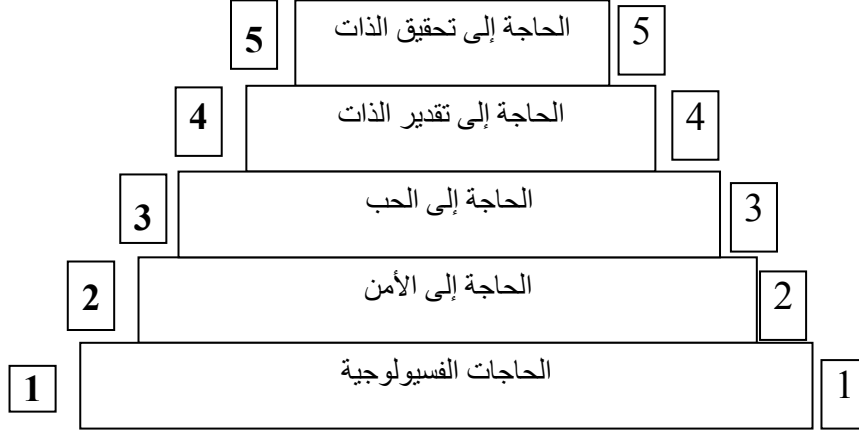 5 الحاجة إلى تحقيق الذات 5
4 الحاجة إلى تقدير الذات 4
3 الحاجة إلى الحب 3
2 الحاجة إلى الأمن 2
1 الحاجات الفسيولوجية 1